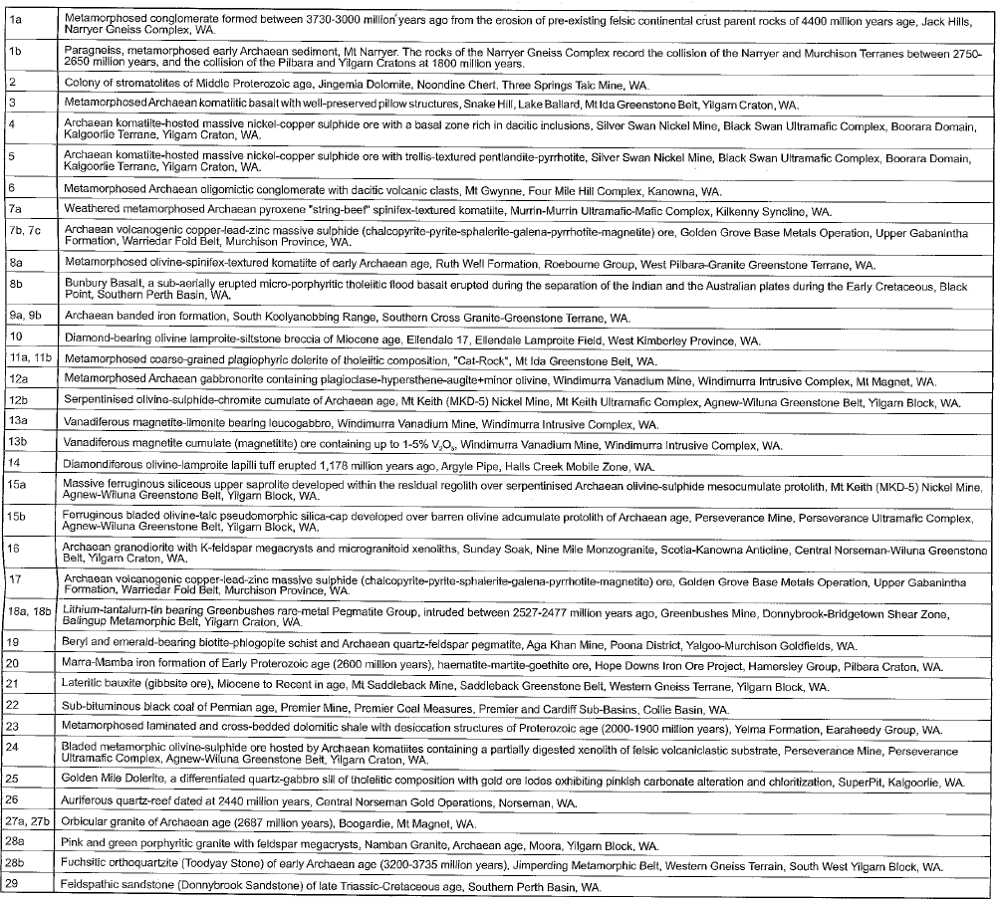 1a Metamorphosed conglomerate formed between 3730-3000 million years ago from the erosion of pre-existing felsic continental crust parent rocks of 4400 million years age, Jack Hills,
Narryer Gneiss Complex, WA.
1b Paragneiss, metamorphosed early Archaean sediment, Mt Narryer. The rocks of the Narryer Gneiss Complex record the collision of the Narryer and Murchison Terranes between 2750-
2650 million years, and the collision of the Pilbara and Yilgarn Cratons at 1800 million years.
2 Colony of stromatolites of Middle Proterozoic age, Jingemia Dolomite, Noondine Chert, Three Springs Talc Mine, WA.
3 Metamorphosed Archaean komatiitic basalt with well-preserved pillow structures, Snake Hill, Lake Ballard, Mt Ida Greenstone Belt, Yilgarn Craton, WA.
4 Archaean komatiite-hosted massive nickel-copper sulphide ore with a basal zone rich in dacitic inclusions, Silver Swan Nickel Mine, Black Swan Ultramafic Complex, Boorara Domain,
Kalgoorlie Terrane, Yilgarn Craton, WA.
5 Archaean komatiite-hosted massive nickel-copper sulphide ore with trellis-textured pentlandite-pyrrhotite, Silver Swan Nickel Mine, Black Swan Ultramafic Complex, Boorara Domain,
Kalgoorlie Terrane, Yilgarn Craton, WA.
6 Metamorphosed Archaean oligomictic conglomerate with dacitic volcanic clasts, Mt Gwynne, Four Mile Hill Complex, Kanowna, WA.
7a Weathered metamorphosed Archaean pyroxene "string-beef" spinifex-textured komatiite, Murrin-Murrin Ultramafic-Mafic Complex, Kilkenny Syncline, WA.
7b, 7c Archaean volcanogenic copper-lead-zinc massive sulphide (chalcopyrite-pyrite-sphalerite-galena-pyrrhotite-magnetite) ore, Golden Grove Base Metals Operation, Upper Gabanintha
Formation, Warriedar Fold Belt, Murchison Province, WA.
8a Metamorphosed olivine-spinifex-textured komatiite of early Archaean age, Ruth Well Formation, Roebourne Group, West Pilbara-Granite Greenstone Terrane, WA.
8b Bunbury Basalt, a sub-aerially erupted micro-porphyritic tholeiitic flood basalt erupted during the separation of the Indian and the Australian plates during the Early Cretaceous, Black
Point, Southern Perth Basin, WA.
9a, 9b Archaean banded iron formation, South Koolyanobbing Range, Southern Cross Granite-Greenstone Terrane, WA.
10 Diamond-bearing olivine lamproite-siltstone breccia of Miocene age, Ellendale 17, Ellendale Lamproite Field, West Kimberley Province, WA.
11a, 11b Metamorphosed coarse-grained plagiophyric dolerite of tholeiitic composition, "Cat-Rock", Mt Ida Greenstone Belt, WA.
12a Metamorphosed Archaean gabbronorite containing plagioclase-hypersthene-augite+minor olivine, Windimurra Vanadium Mine, Windimurra Intrusive Complex, Mt Magnet, WA.
12b Serpentinised olivine-sulphide-chromite cumulate of Archaean age, Mt Keith (MKD-5) Nickel Mine, Mt Keith Ultramafic Complex, Agnew-Wiluna Greenstone Belt, Yilgarn Block, WA.
13a Vanadiferous magnetite-ilmenite bearing leucogabbro, Windimurra Vanadium Mine, Windimurra Intrusive Complex, WA.
13b Vanadiferous magnetite cumulate (magnetitite) ore containing up to 1-5% V₂O₅, Windimurra Vanadium Mine, Windimurra Intrusive Complex, WA.
14 Diamondiferous olivine-lamproite lapilli tuff erupted 1,178 million years ago, Argyle Pipe, Halls Creek Mobile Zone, WA.
15a Massive ferruginous siliceous upper saprolite developed within the residual regolith over serpentinised Archaean olivine-sulphide mesocumulate protolith, Mt Keith (MKD-5) Nickel Mine,
Agnew-Wiluna Greenstone Belt, Yilgarn Block, WA.
15b Ferruginous bladed olivine-talc pseudomorphic silica-cap developed over barren olivine adcumulate protolith of Archaean age, Perseverance Mine, Perseverance Ultramafic Complex,
Agnew-Wiluna Greenstone Belt, Yilgarn Block, WA.
16 Archaean granodiorite with K-feldspar megacrysts and microgranitoid xenoliths, Sunday Soak, Nine Mile Monzogranite, Scotia-Kanowna Anticline, Central Norseman-Wiluna Greenstone
Belt, Yilgarn Craton, WA.
17 Archaean volcanogenic copper-lead-zinc massive sulphide (chalcopyrite-pyrite-sphalerite-galena-pyrrhotite-magnetite) ore, Golden Grove Base Metals Operation, Upper Gabanintha
Formation, Warriedar Fold Belt, Murchison Province, WA.
18a, 18b Lithium-tantalum-tin bearing Greenbushes rare-metal Pegmatite Group, intruded between 2527-2477 million years ago, Greenbushes Mine, Donnybrook-Bridgetown Shear Zone,
Balingup Metamorphic Belt, Yilgarn Craton, WA.
19 Beryl and emerald-bearing biotite-phlogopite schist and Archaean quartz-feldspar pegmatite, Aga Khan Mine, Poona District, Yalgoo-Murchison Goldfields, WA.
20 Marra-Mamba iron formation of Early Proterozoic age (2600 million years), haematite-martite-goethite ore, Hope Downs Iron Ore Project, Hamersley Group, Pilbara Craton, WA.
21 Lateritic bauxite (gibbsite ore), Miocene to Recent in age, Mt Saddleback Mine, Saddleback Greenstone Belt, Western Gneiss Terrane, Yilgarn Block, WA.
22 Sub-bituminous black coal of Permian age, Premier Mine, Premier Coal Measures, Premier and Cardiff Sub-Basins, Collie Basin, WA.
23 Metamorphosed laminated and cross-bedded dolomitic shale with desiccation structures of Proterozoic age (2000-1900 million years), Yelma Formation, Earaheedy Group, WA.
24 Bladed metamorphic olivine-sulphide ore hosted by Archaean komatiites containing a partially digested xenolith of felsic volcaniclastic substrate, Perseverance Mine, Perseverance
Ultramafic Complex, Agnew-Wiluna Greenstone Belt, Yilgarn Craton, WA.
25 Golden Mile Dolerite, a differentiated quartz-gabbro sill of tholeiitic composition with gold ore lodes exhibiting pinkish carbonate alteration and chloritization, SuperPit, Kalgoorlie, WA.
26 Auriferous quartz-reef dated at 2440 million years, Central Norseman Gold Operations, Norseman, WA.
27a, 27b Orbicular granite of Archaean age (2687 million years), Boogardie, Mt Magnet, WA.
28a Pink and green porphyritic granite with feldspar megacrysts, Namban Granite, Archaean age, Moora, Yilgarn Block, WA.
28b Fuchsitic orthoquartzite (Toodyay Stone) of early Archaean age (3200-3735 million years), Jimperding Metamorphic Belt, Western Gneiss Terrain, South West Yilgarn Block, WA.
29 Feldspathic sandstone (Donnybrook Sandstone) of late Triassic-Cretaceous age, Southern Perth Basin, WA.